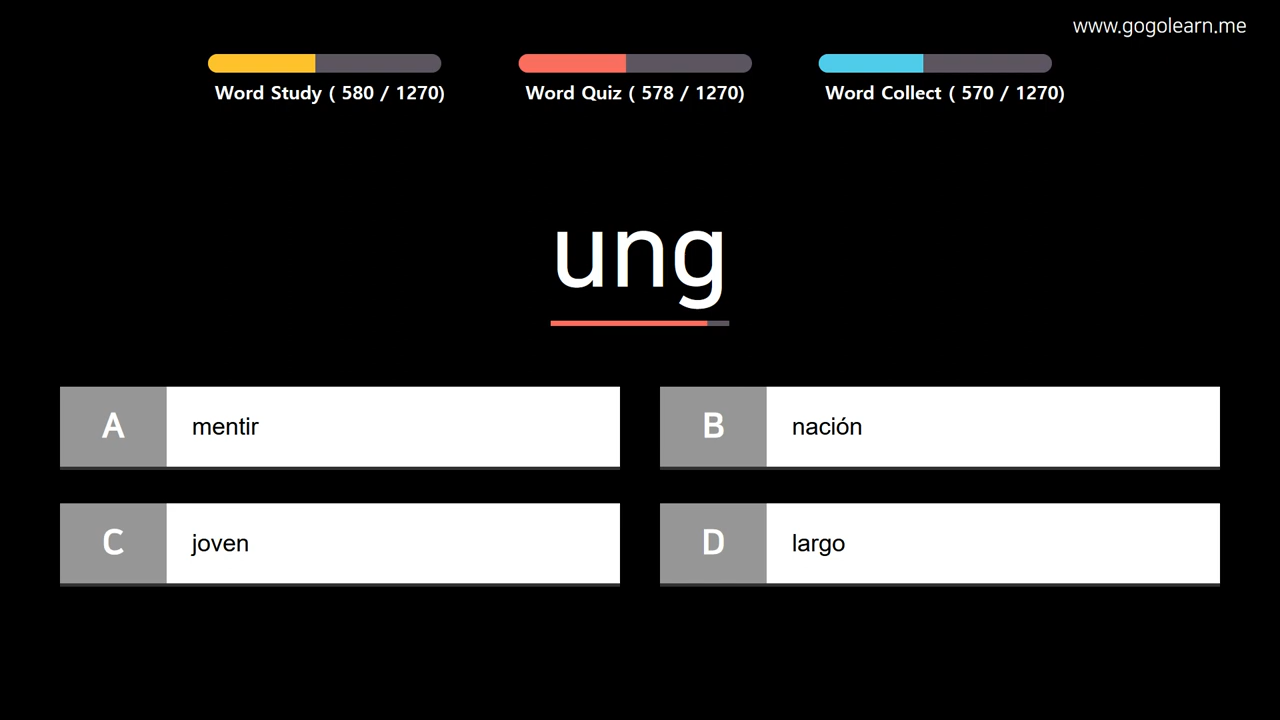 www.gogolearn.me
Word Study ( 580 / 1270)
Word Quiz ( 578 / 1270)
Word Collect ( 570 / 1270)
ung
A mentir
B nación
C joven
D largo